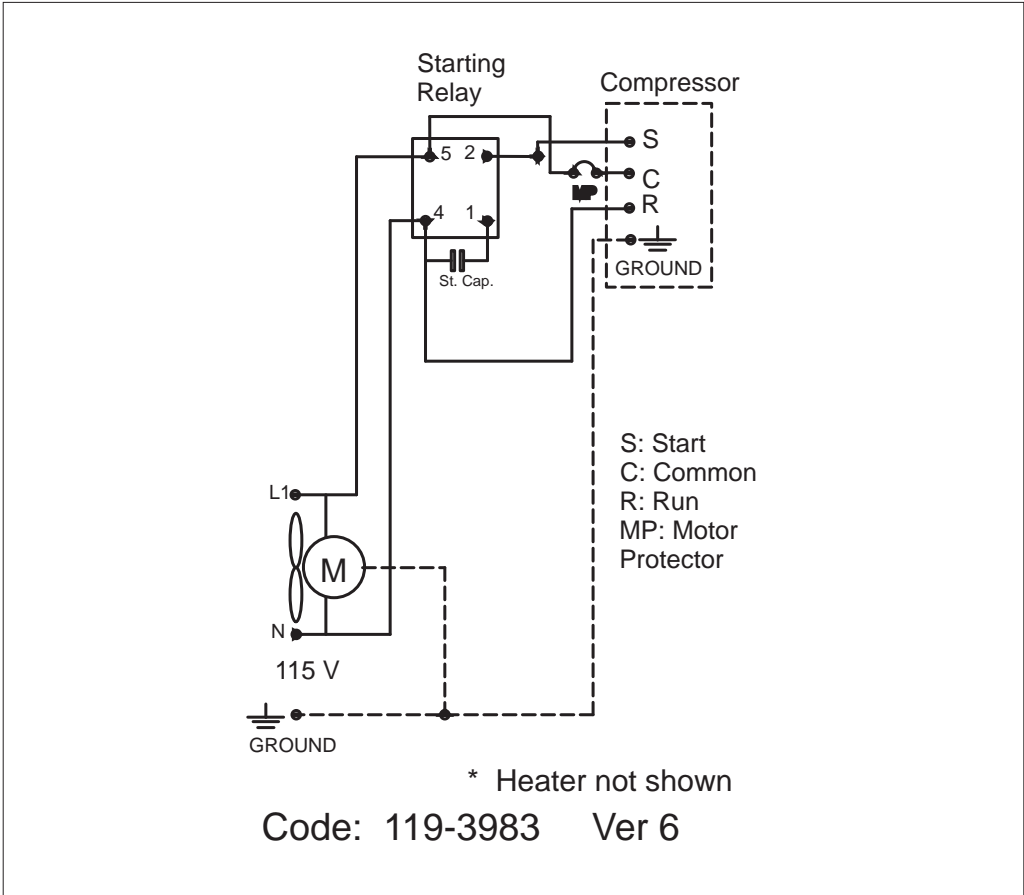 Starting
Relay
Compressor
5 2
4 1
St. Cap.
S
MP
C
R
GROUND
S: Start
C: Common
R: Run
MP: Motor
Protector
L1
M
N
115 V
GROUND
* Heater not shown
Code: 119-3983 Ver 6